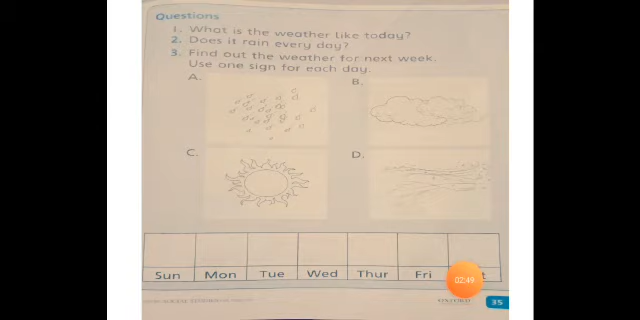 Questions
1. What is the weather like today?
2. Does it rain every day?
3. Find out the weather for next week.
Use one sign for each day.
A.
B.
C.
D.
Sun Mon Tue Wed Thur Fri
02:49
OXFORD
35